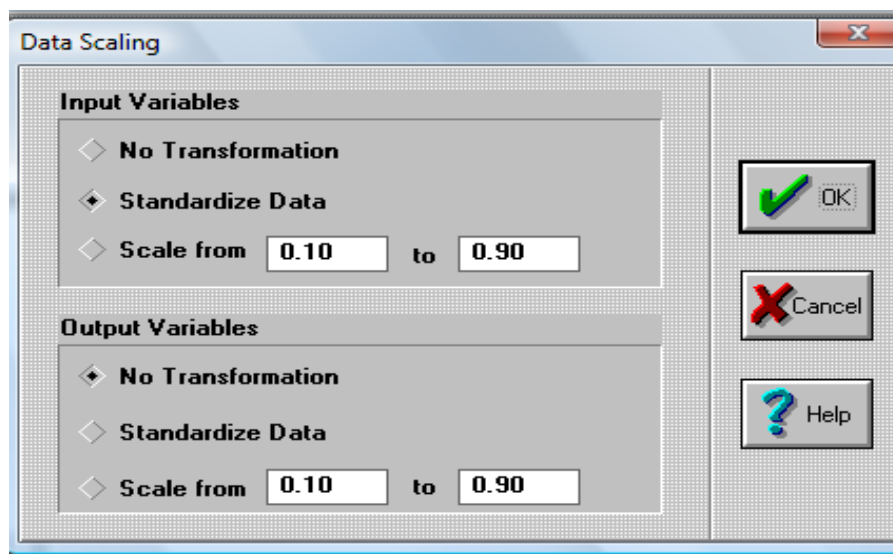 Data Scaling
Input Variables
No Transformation
Standardize Data
Scale from 0.10 to 0.90
Output Variables
No Transformation
Standardize Data
Scale from 0.10 to 0.90
OK
Cancel
Help